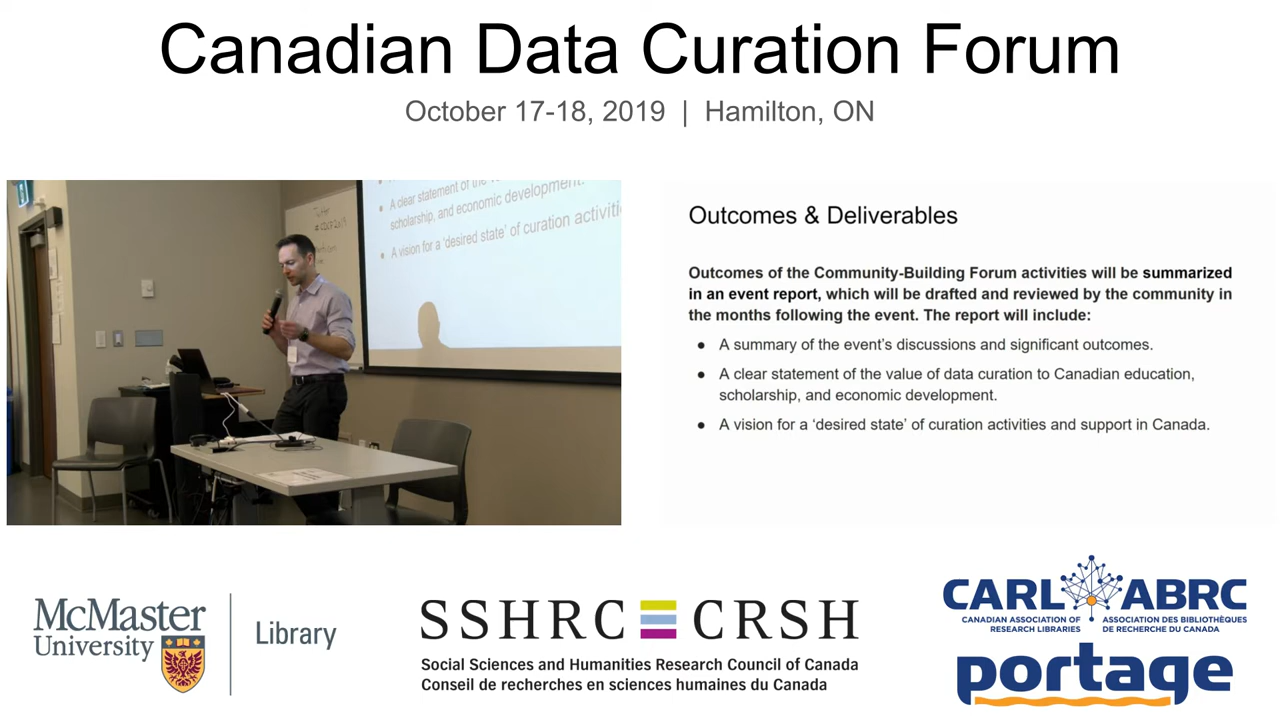 Canadian Data Curation Forum
October 17-18, 2019 | Hamilton, ON
A clear statement of the
scholarship, and economic development.
A vision for a 'desired state' of curation
Outcomes & Deliverables
Outcomes of the Community-Building Forum activities will be summarized
in an event report, which will be drafted and reviewed by the community in
the months following the event. The report will include:
● A summary of the event's discussions and significant outcomes.
● A clear statement of the value of data curation to Canadian education,
scholarship, and economic development.
● A vision for a 'desired state' of curation activities and support in Canada.
McMaster
University
Library
SSHRC CRSH
Social Sciences and Humanities Research Council of Canada
Conseil de recherches en sciences humaines du Canada
CARL ABRC
CANADIAN ASSOCIATION OF
RESEARCH LIBRARIES
ASSOCIATION DES BIBLIOTHÈQUES
DE RECHERCHE DU CANADA
portage